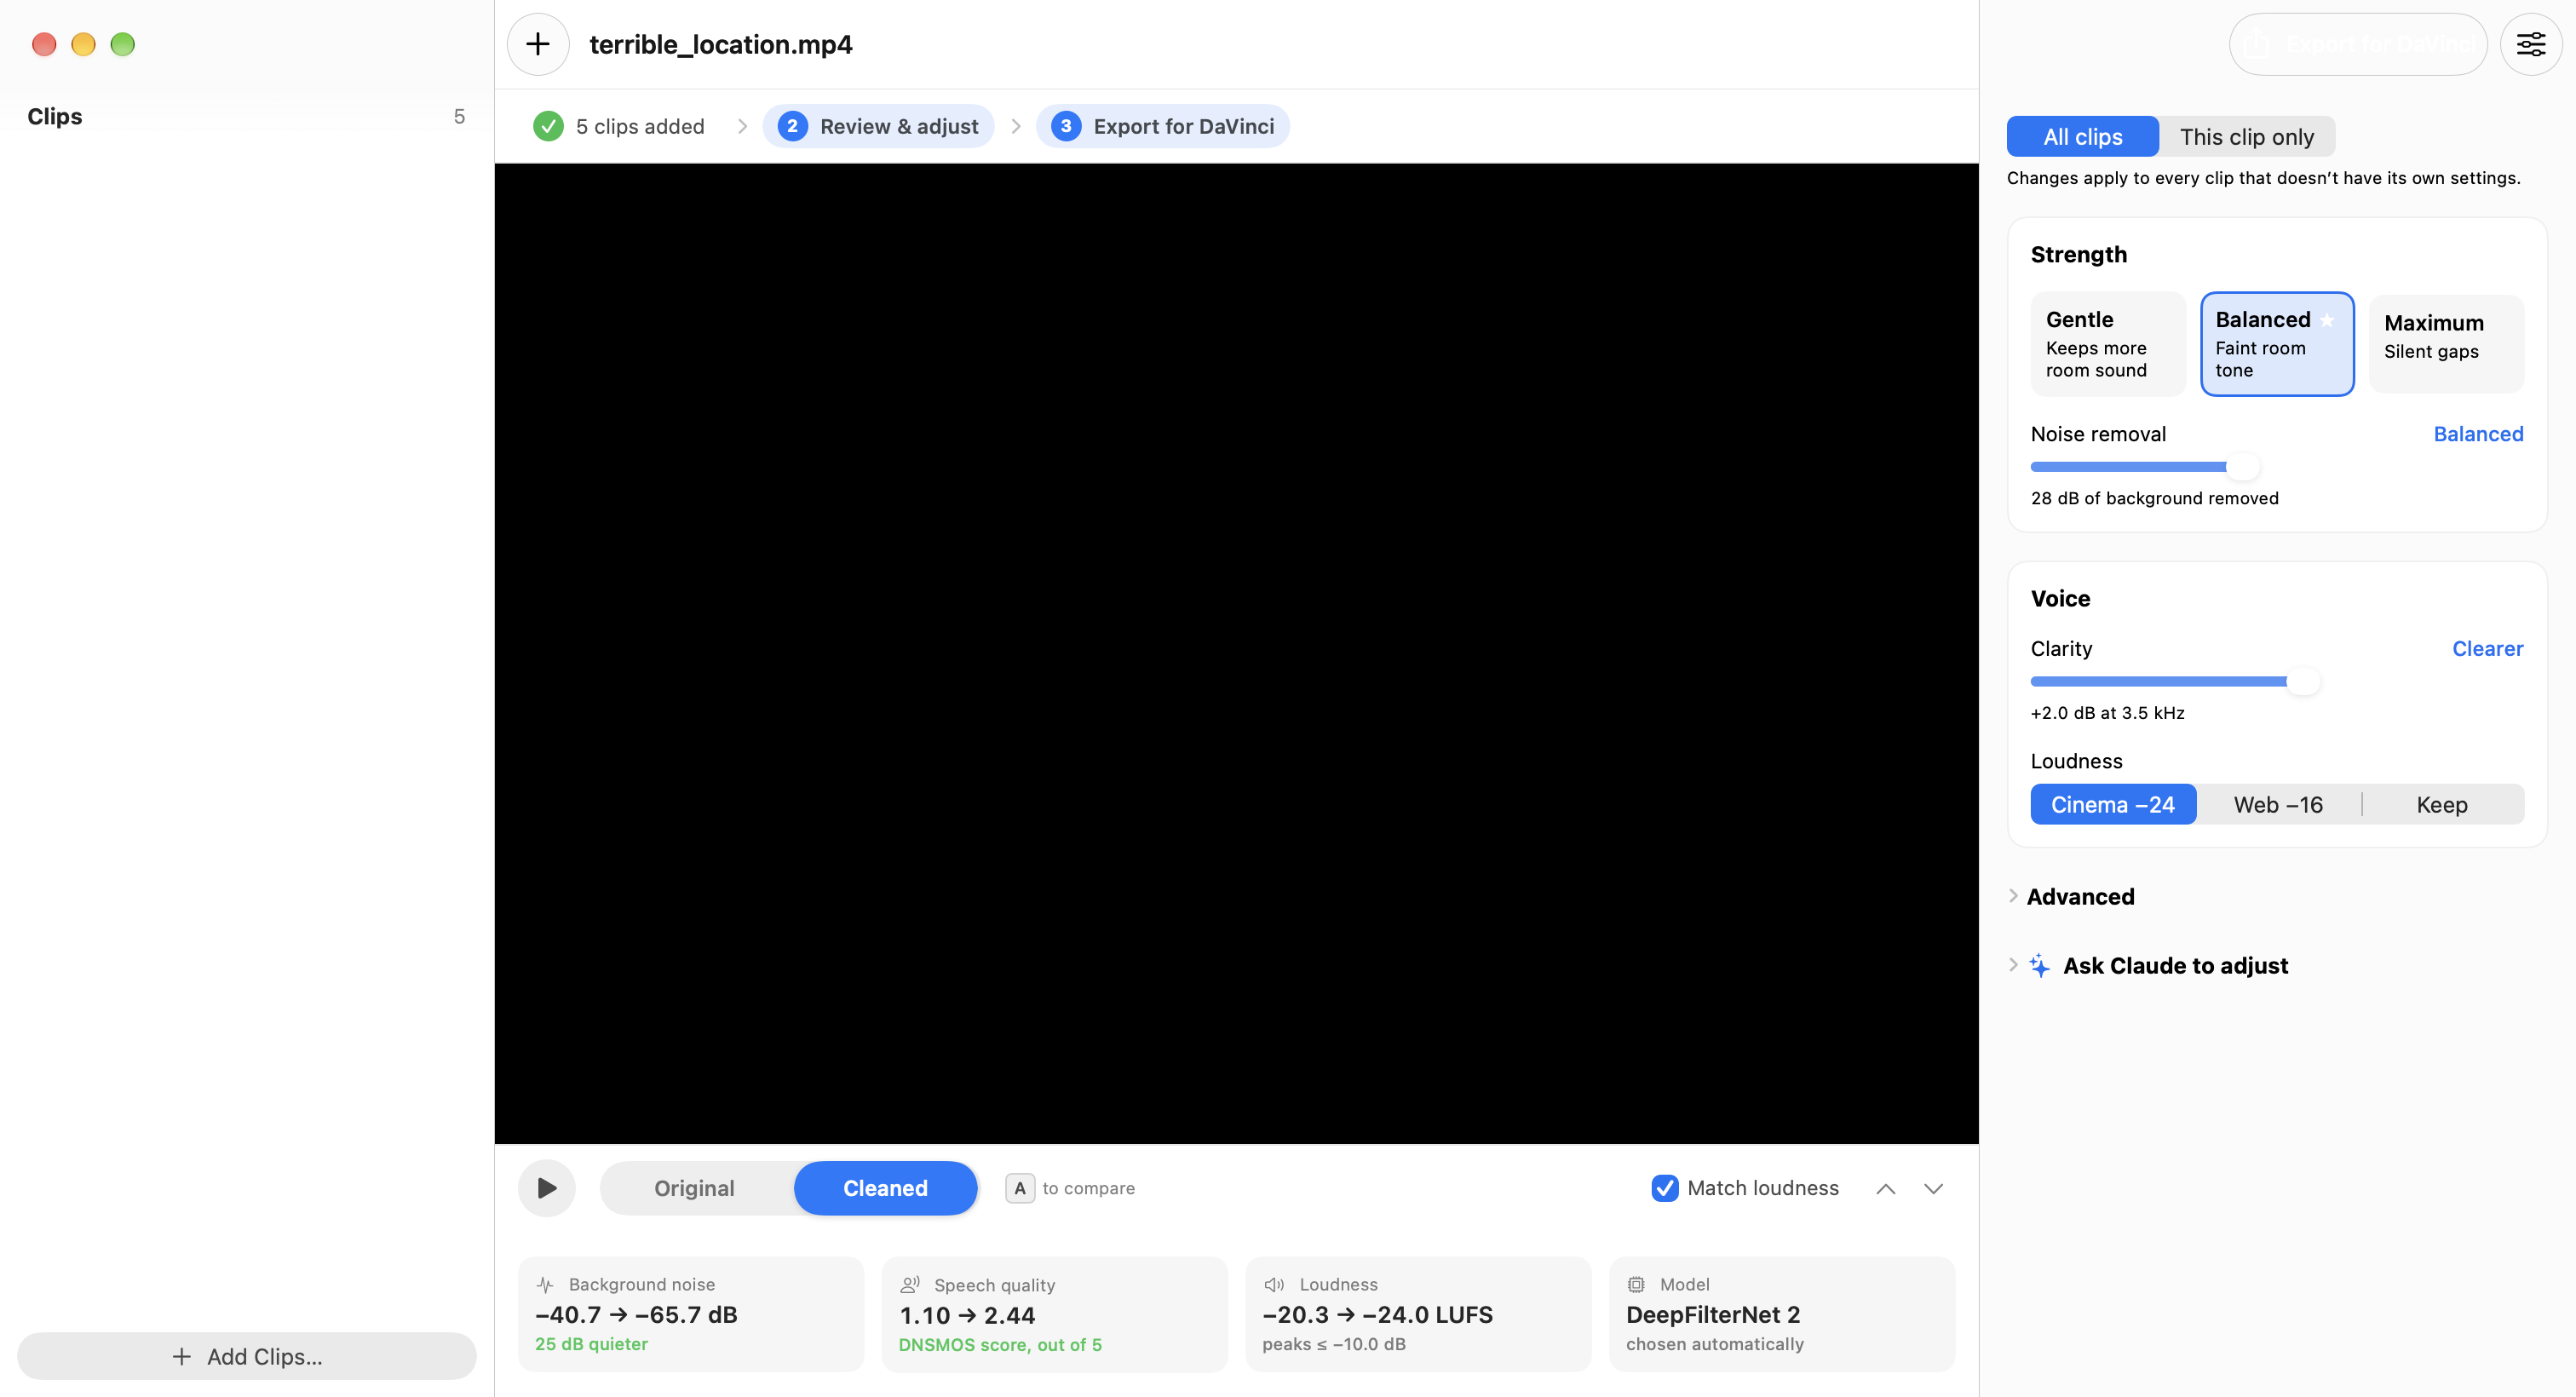 terrible_location.mp4
Export for DaVinci
Clips 5
5 clips added
2 Review & adjust
3 Export for DaVinci
All clips
This clip only
Changes apply to every clip that doesn’t have its own settings.
Strength
Gentle
Keeps more
room sound
Balanced
Faint room
tone
Maximum
Silent gaps
Noise removal Balanced
28 dB of background removed
Voice
Clarity Clearer
+2.0 dB at 3.5 kHz
Loudness
Cinema −24
Web −16
Keep
Advanced
Ask Claude to adjust
Original
Cleaned
A to compare
Match loudness
Background noise
−40.7 → −65.7 dB
25 dB quieter
Speech quality
1.10 → 2.44
DNSMOS score, out of 5
Loudness
−20.3 → −24.0 LUFS
peaks ≤ −10.0 dB
Model
DeepFilterNet 2
chosen automatically
+ Add Clips...